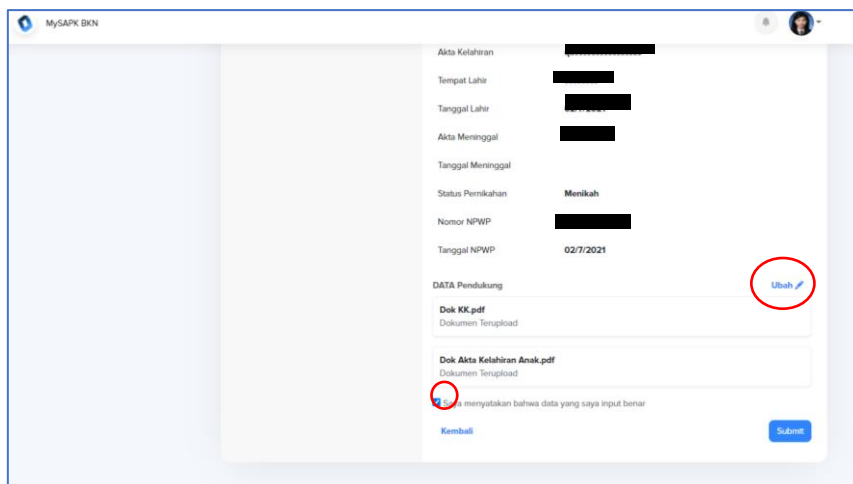 MySAPK BKN
Akta Kelahiran
Tempat Lahir
Tanggal Lahir
Akta Meninggal
Tanggal Meninggal
Status Pernikahan Menikah
Nomor NPWP
Tanggal NPWP 02/7/2021
DATA Pendukung Ubah
Dok KK.pdf
Dokumen Terupload
Dok Akta Kelahiran Anak.pdf
Dokumen Terupload
Saya menyatakan bahwa data yang saya input benar
Kembali Submit